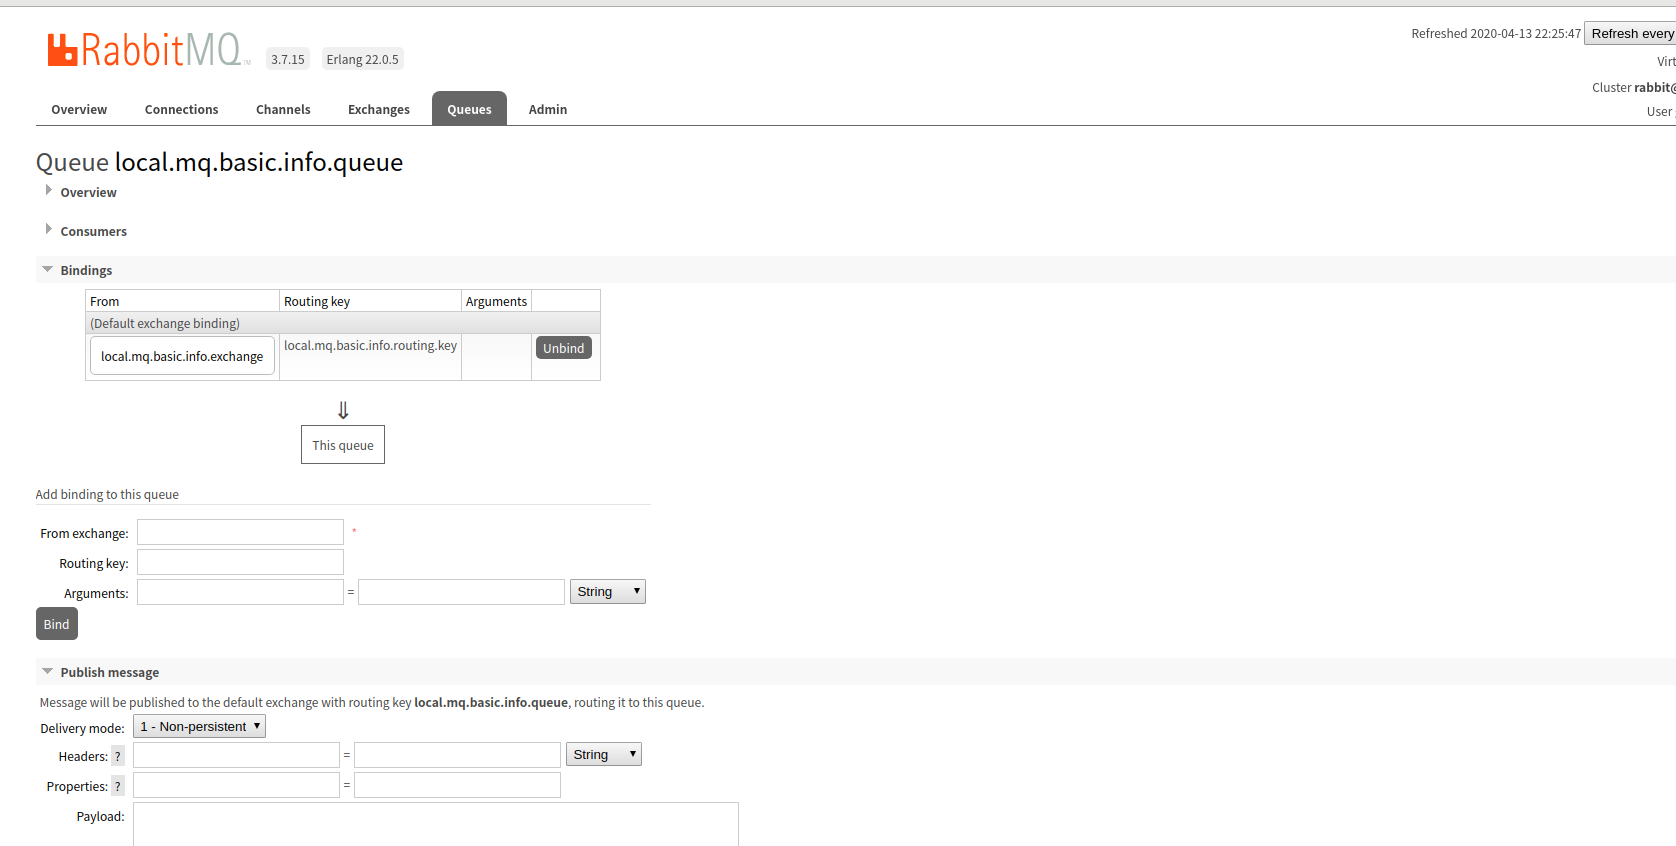 RabbitMQ TM 3.7.15 Erlang 22.0.5
Refreshed 2020-04-13 22:25:47 Refresh every
Virt
Cluster rabbit@
User
Overview Connections Channels Exchanges Queues Admin
Queue local.mq.basic.info.queue
Overview
Consumers
Bindings
From Routing key Arguments
(Default exchange binding)
local.mq.basic.info.exchange local.mq.basic.info.routing.key Unbind
⇓
This queue
Add binding to this queue
From exchange: *
Routing key:
Arguments: = String
Bind
Publish message
Message will be published to the default exchange with routing key local.mq.basic.info.queue, routing it to this queue.
Delivery mode: 1 - Non-persistent
Headers: ? = String
Properties: ? =
Payload: